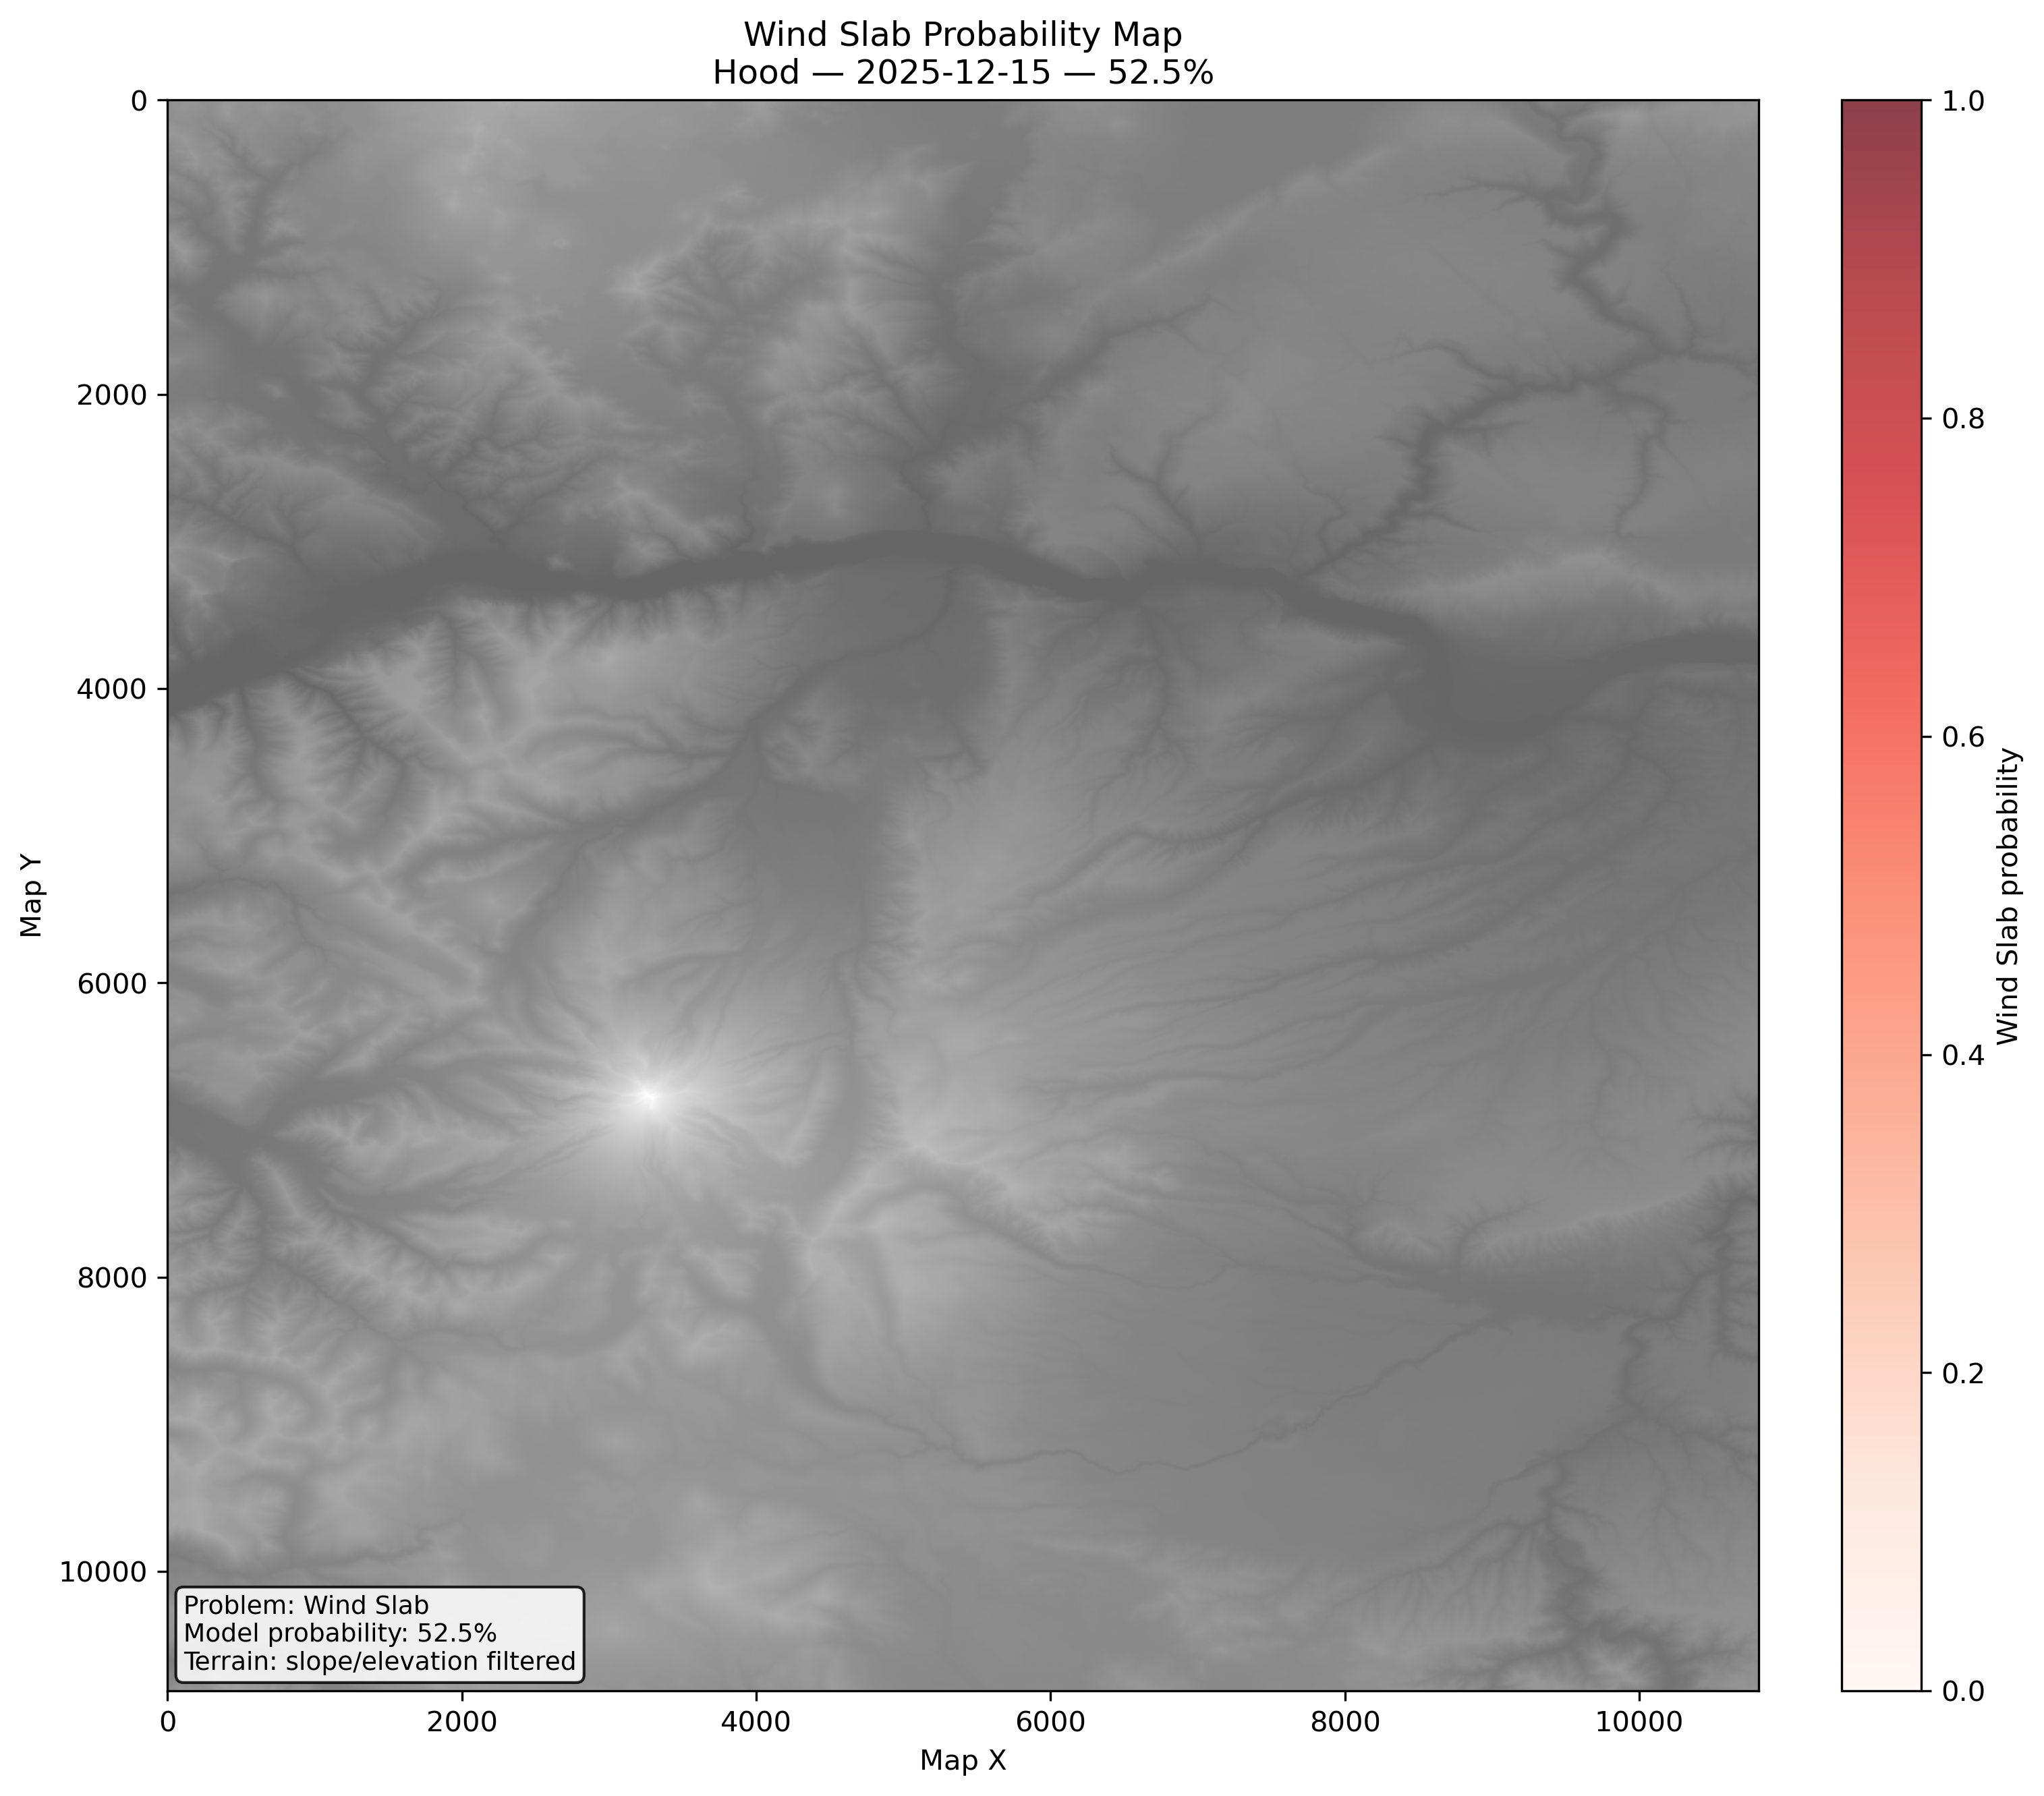 Wind Slab Probability Map
Hood — 2025-12-15 — 52.5%
0
2000
4000
6000
8000
10000
Map Y
0
2000
4000
6000
8000
10000
Map X
Problem: Wind Slab
Model probability: 52.5%
Terrain: slope/elevation filtered
1.0
0.8
0.6
0.4
0.2
0.0
Wind Slab probability